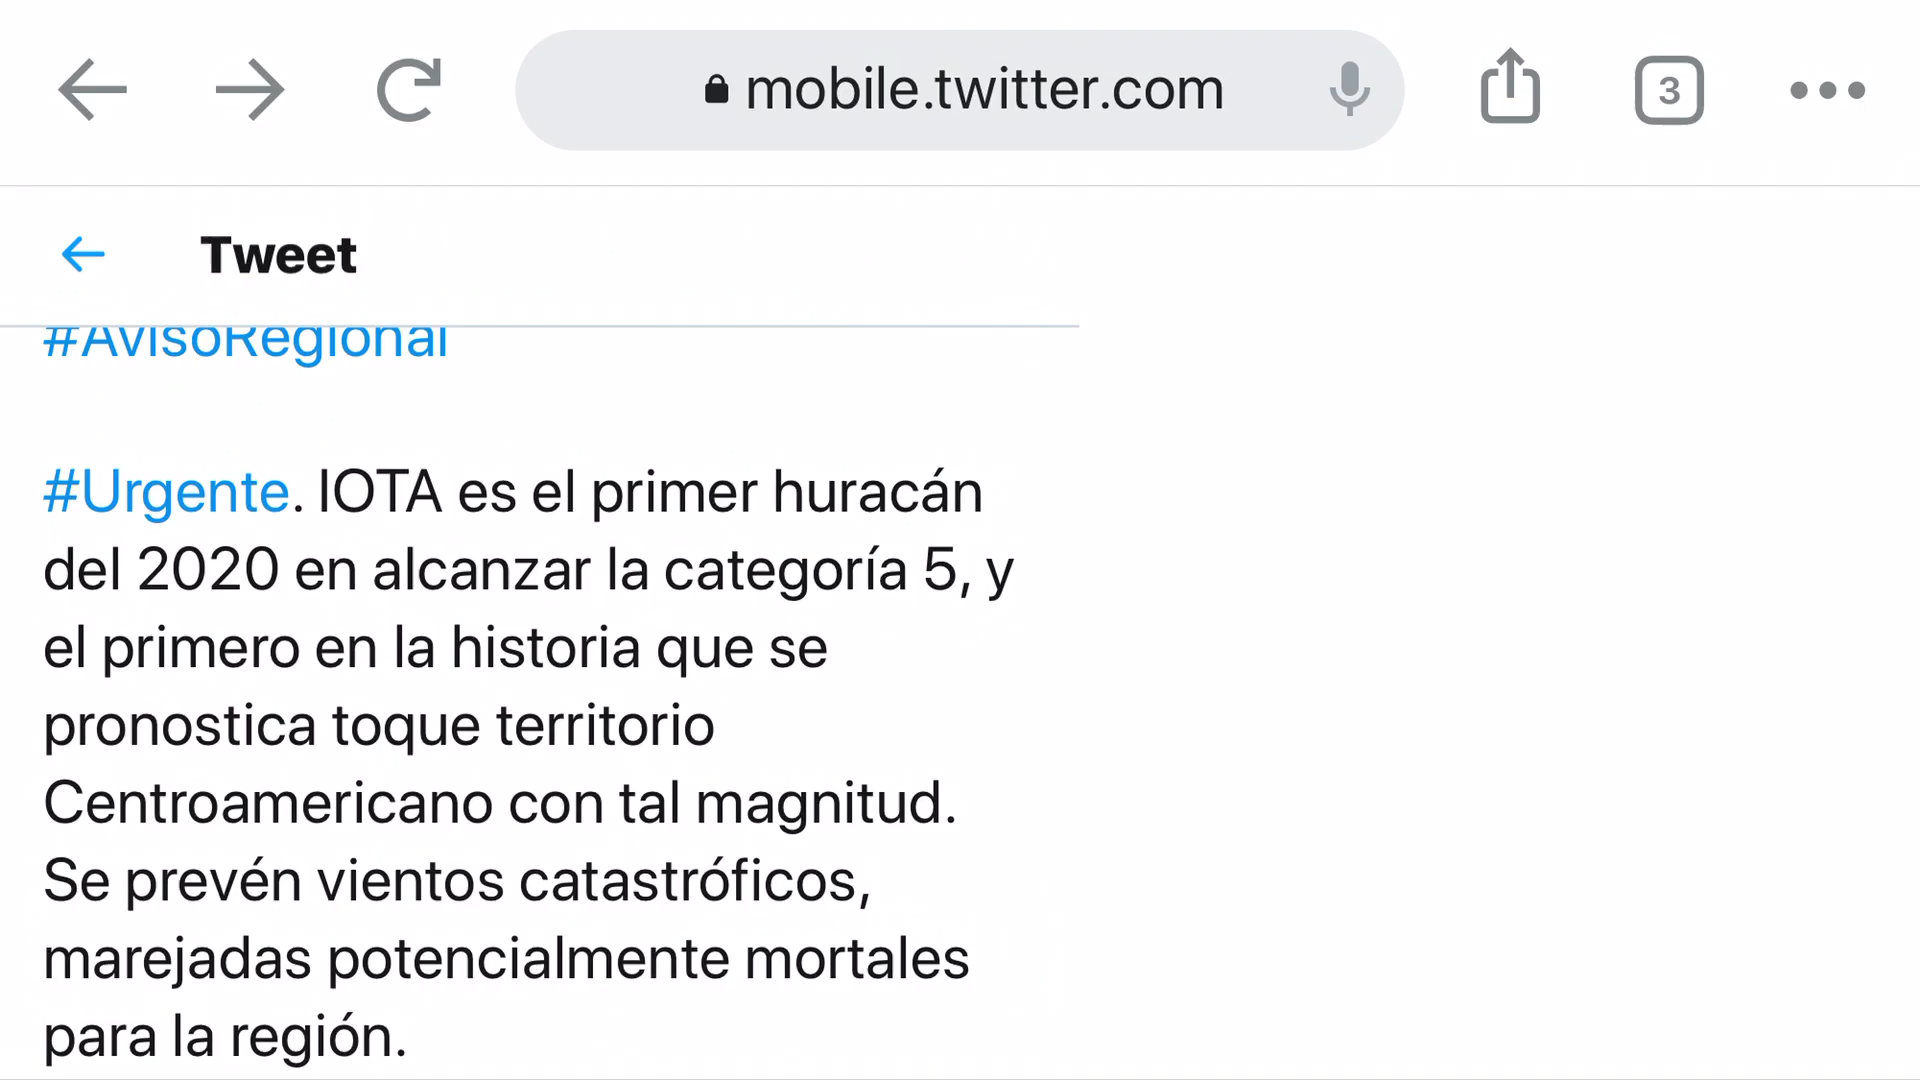 mobile.twitter.com
3
Tweet
#AvisoRegional
#Urgente. IOTA es el primer huracán
del 2020 en alcanzar la categoría 5, y
el primero en la historia que se
pronostica toque territorio
Centroamericano con tal magnitud.
Se prevén vientos catastróficos,
marejadas potencialmente mortales
para la región.